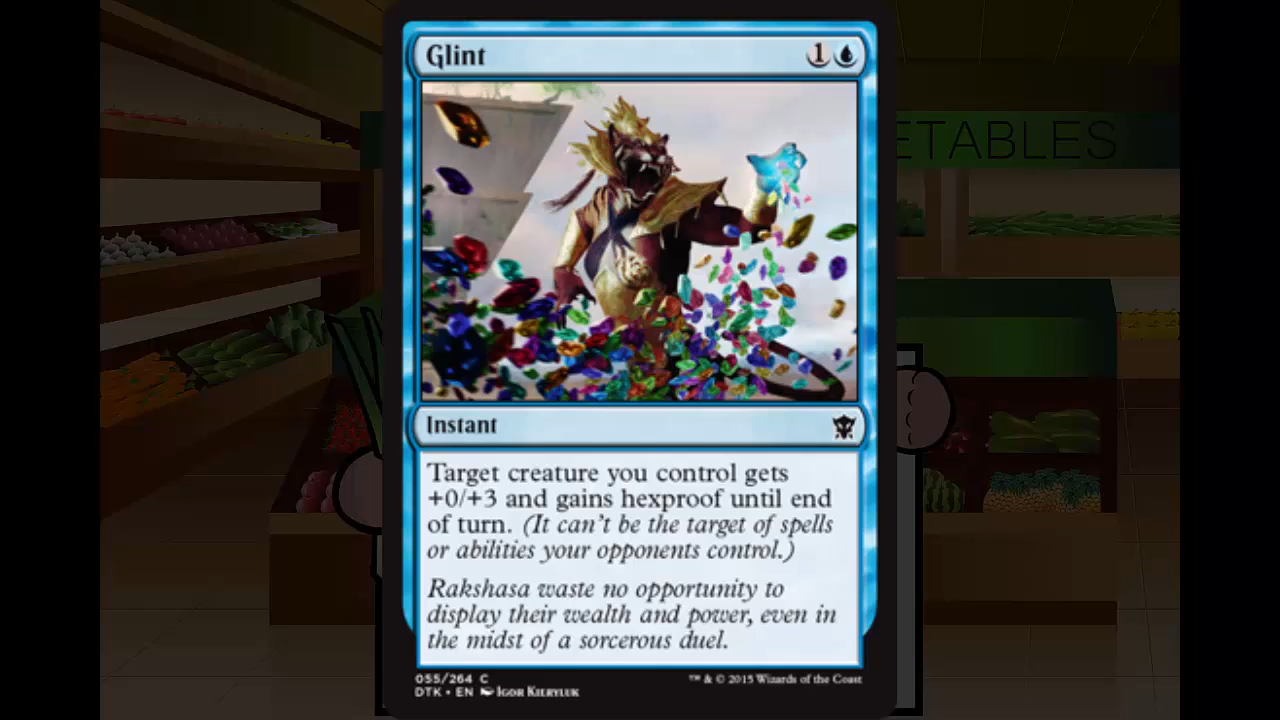 Glint 1
ETABLES
Instant
Target creature you control gets
+0/+3 and gains hexproof until end
of turn. (It can't be the target of spells
or abilities your opponents control.)
Rakshasa waste no opportunity to
display their wealth and power, even in
the midst of a sorcerous duel.
055/264 C
DTK • EN Igor Kieryluk
™ & © 2015 Wizards of the Coast